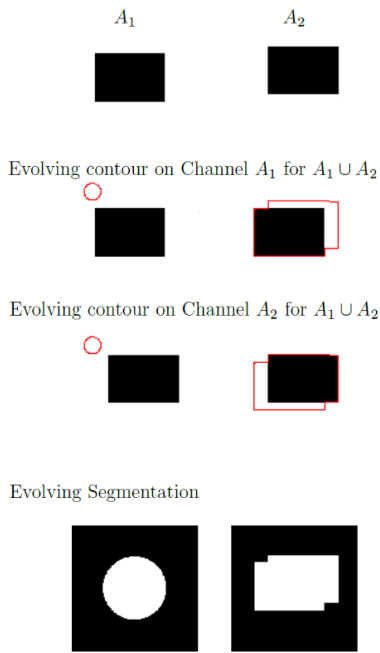 A₁ A₂
Evolving contour on Channel A₁ for A₁ ∪ A₂
Evolving contour on Channel A₂ for A₁ ∪ A₂
Evolving Segmentation